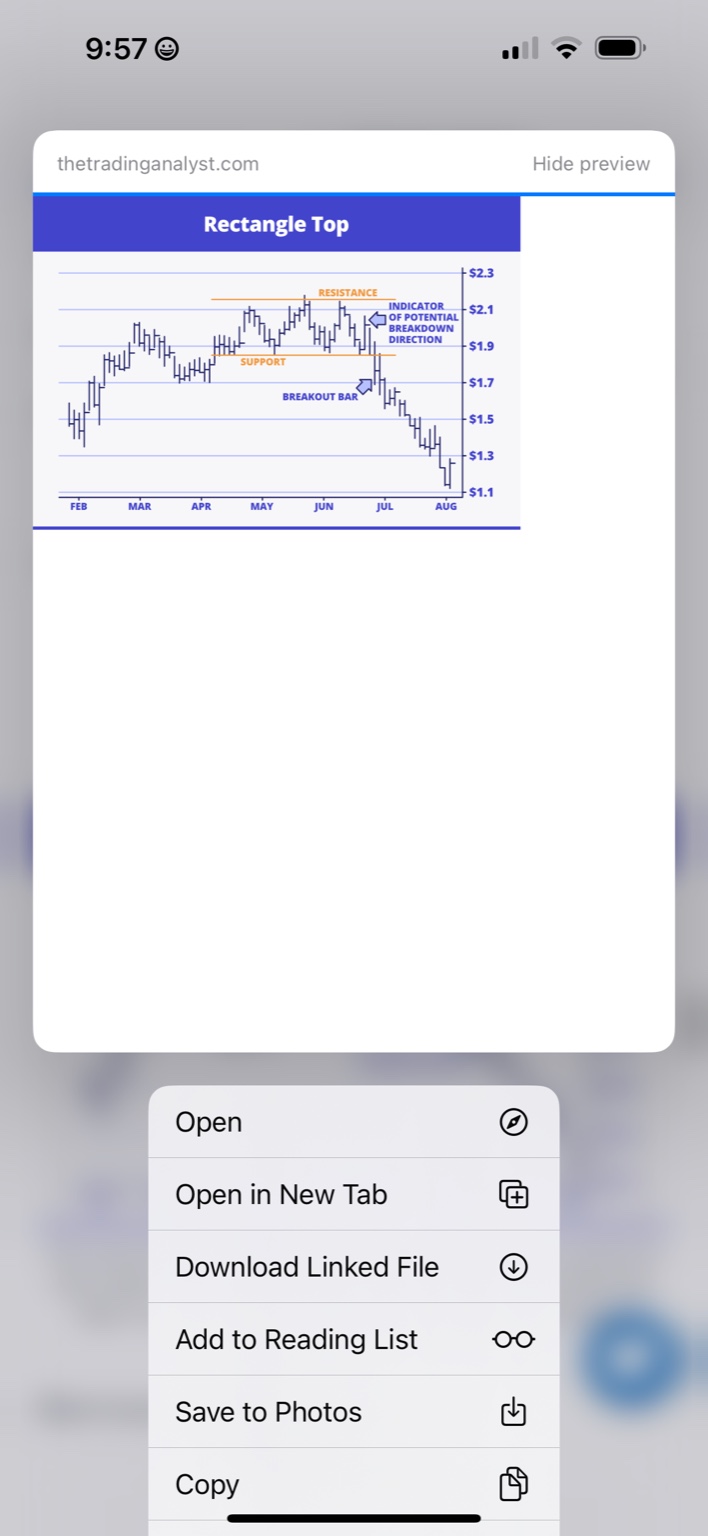 9:57
thetradinganalyst.com Hide preview
Rectangle Top
$2.3
RESISTANCE
INDICATOR
OF POTENTIAL
BREAKDOWN
DIRECTION
$2.1
$1.9
SUPPORT
$1.7
BREAKOUT BAR
$1.5
$1.3
$1.1
FEB MAR APR MAY JUN JUL AUG
Open
Open in New Tab
Download Linked File
Add to Reading List
Save to Photos
Copy